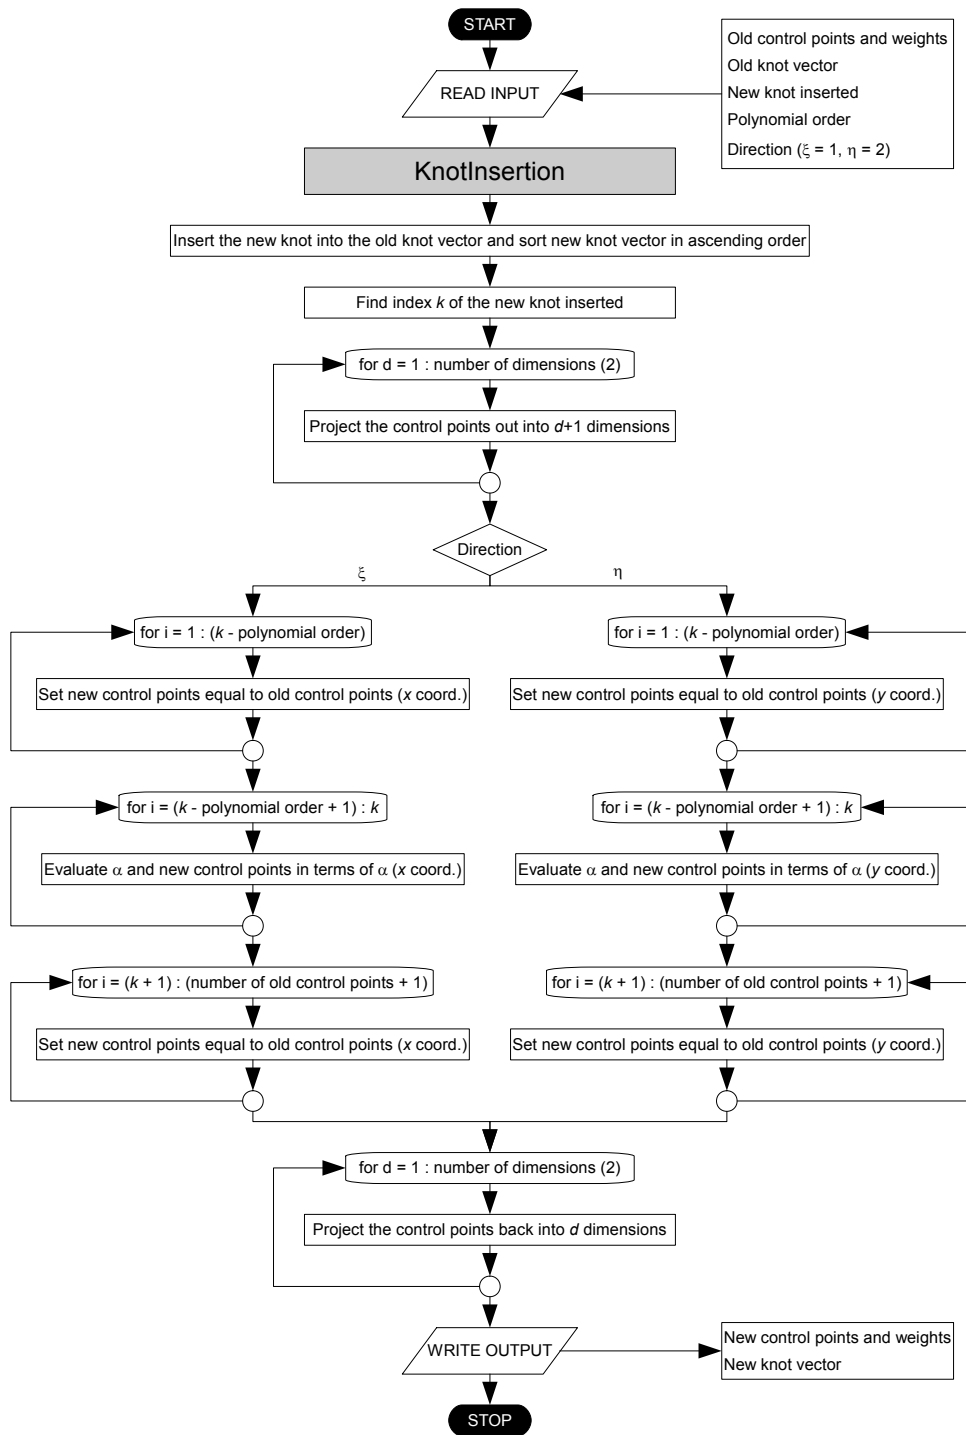 START
READ INPUT
Old control points and weights
Old knot vector
New knot inserted
Polynomial order
Direction (ξ = 1, η = 2)
KnotInsertion
Insert the new knot into the old knot vector and sort new knot vector in ascending order
Find index k of the new knot inserted
for d = 1 : number of dimensions (2)
Project the control points out into d+1 dimensions
Direction
ξ
η
for i = 1 : (k - polynomial order)
Set new control points equal to old control points (x coord.)
for i = (k - polynomial order + 1) : k
Evaluate α and new control points in terms of α (x coord.)
for i = (k + 1) : (number of old control points + 1)
Set new control points equal to old control points (x coord.)
for i = 1 : (k - polynomial order)
Set new control points equal to old control points (y coord.)
for i = (k - polynomial order + 1) : k
Evaluate α and new control points in terms of α (y coord.)
for i = (k + 1) : (number of old control points + 1)
Set new control points equal to old control points (y coord.)
for d = 1 : number of dimensions (2)
Project the control points back into d dimensions
WRITE OUTPUT
New control points and weights
New knot vector
STOP